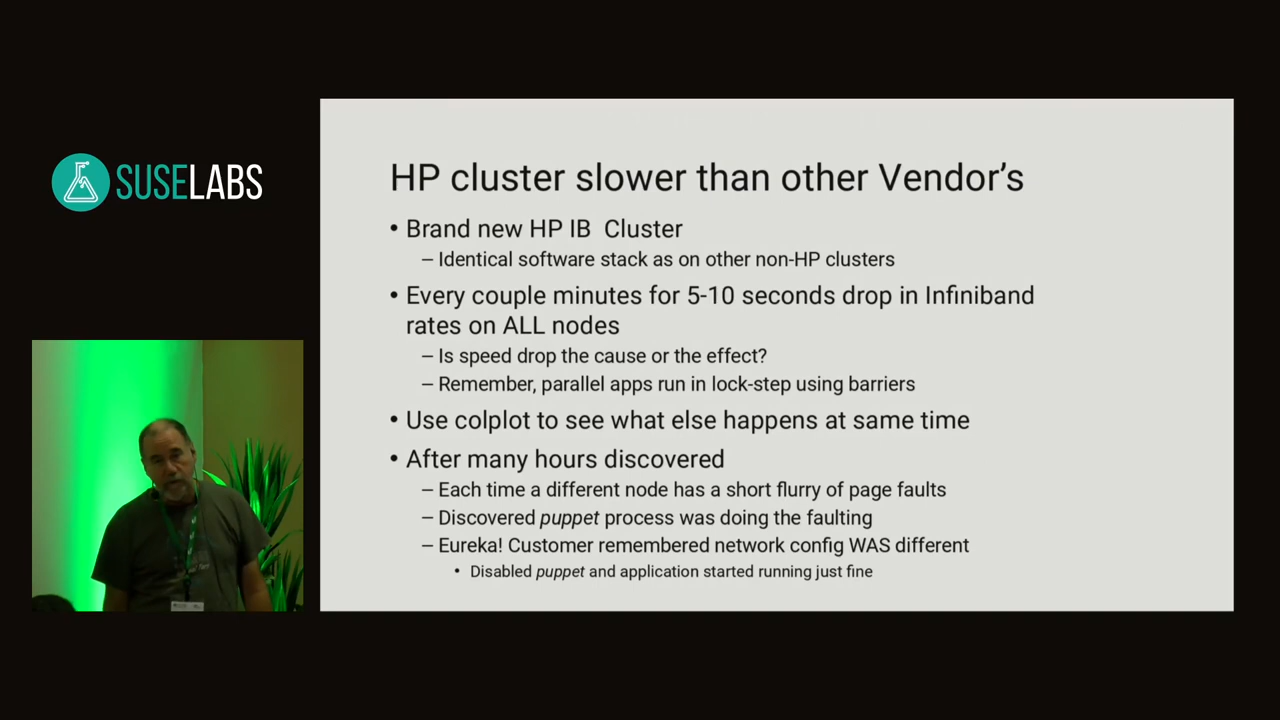 SUSELABS
HP cluster slower than other Vendor's
• Brand new HP IB  Cluster
– Identical software stack as on other non-HP clusters
• Every couple minutes for 5-10 seconds drop in Infiniband
rates on ALL nodes
– Is speed drop the cause or the effect?
– Remember, parallel apps run in lock-step using barriers
• Use colplot to see what else happens at same time
• After many hours discovered
– Each time a different node has a short flurry of page faults
– Discovered puppet process was doing the faulting
– Eureka! Customer remembered network config WAS different
• Disabled puppet and application started running just fine